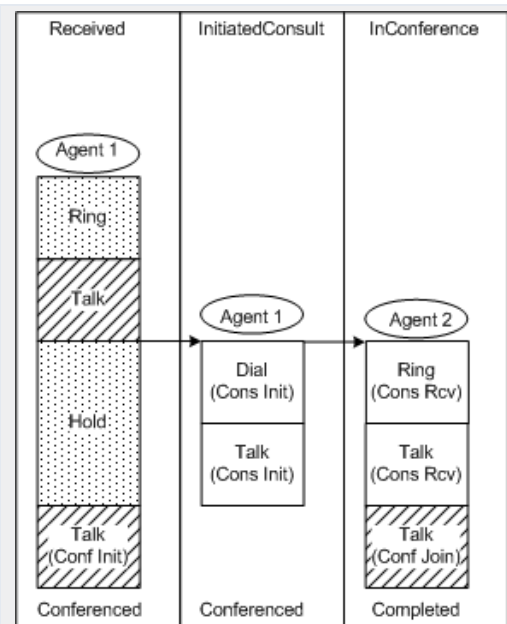 Received
InitiatedConsult
InConference
Agent 1
Ring
Talk
Hold
Talk
(Conf Init)
Agent 1
Dial
(Cons Init)
Talk
(Cons Init)
Agent 2
Ring
(Cons Rcv)
Talk
(Cons Rcv)
Talk
(Conf Join)
Conferenced
Conferenced
Completed